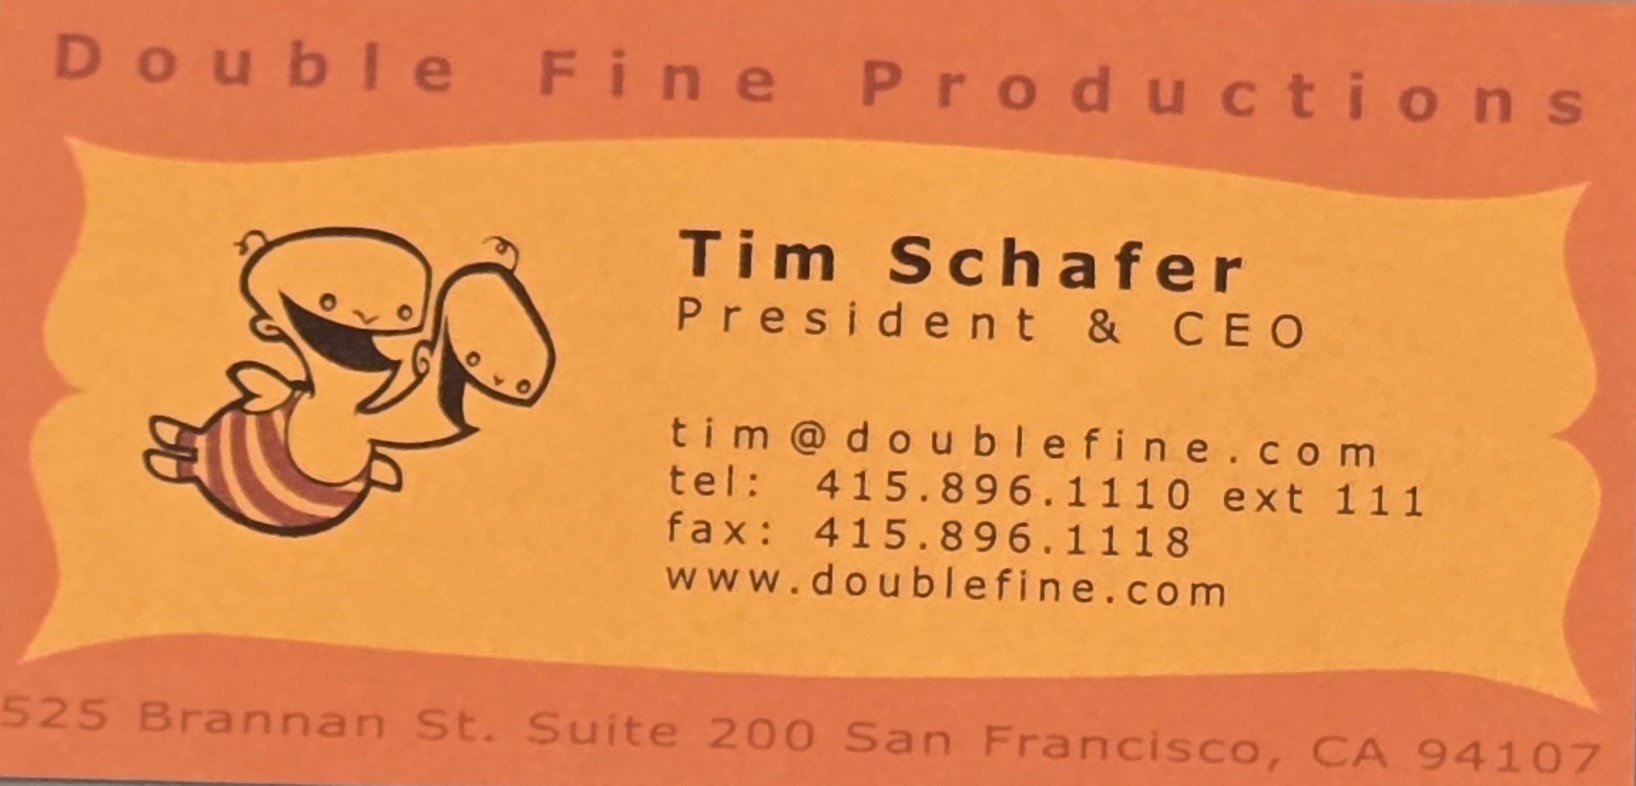 Double Fine Productions
Tim Schafer
President & CEO
tim@doublefine.com
tel: 415.896.1110 ext 111
fax: 415.896.1118
www.doublefine.com
525 Brannan St. Suite 200 San Francisco, CA 94107